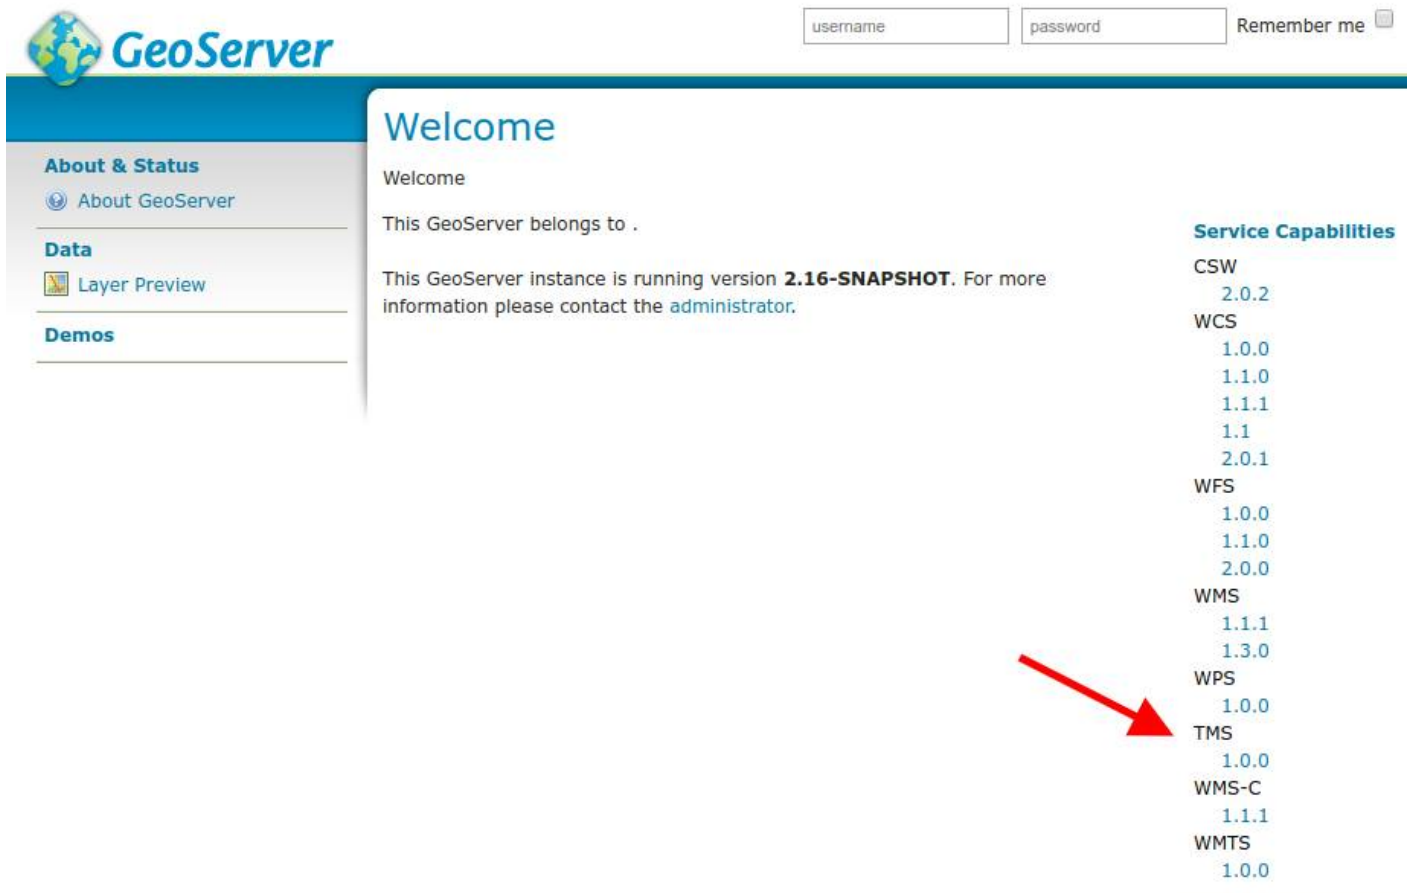 GeoServer
username
password
Remember me
Welcome
About & Status
About GeoServer
Data
Layer Preview
Demos
Welcome
This GeoServer belongs to .
This GeoServer instance is running version 2.16-SNAPSHOT. For more
information please contact the administrator.
Service Capabilities
CSW
2.0.2
WCS
1.0.0
1.1.0
1.1.1
1.1
2.0.1
WFS
1.0.0
1.1.0
2.0.0
WMS
1.1.1
1.3.0
WPS
1.0.0
TMS
1.0.0
WMS-C
1.1.1
WMTS
1.0.0